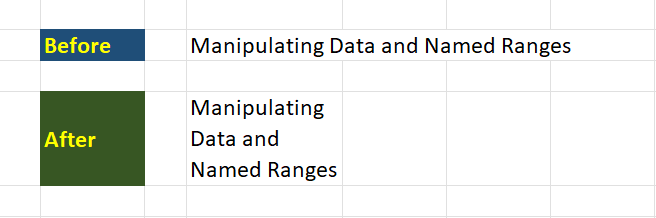 Before
Manipulating Data and Named Ranges
After
Manipulating
Data and
Named Ranges